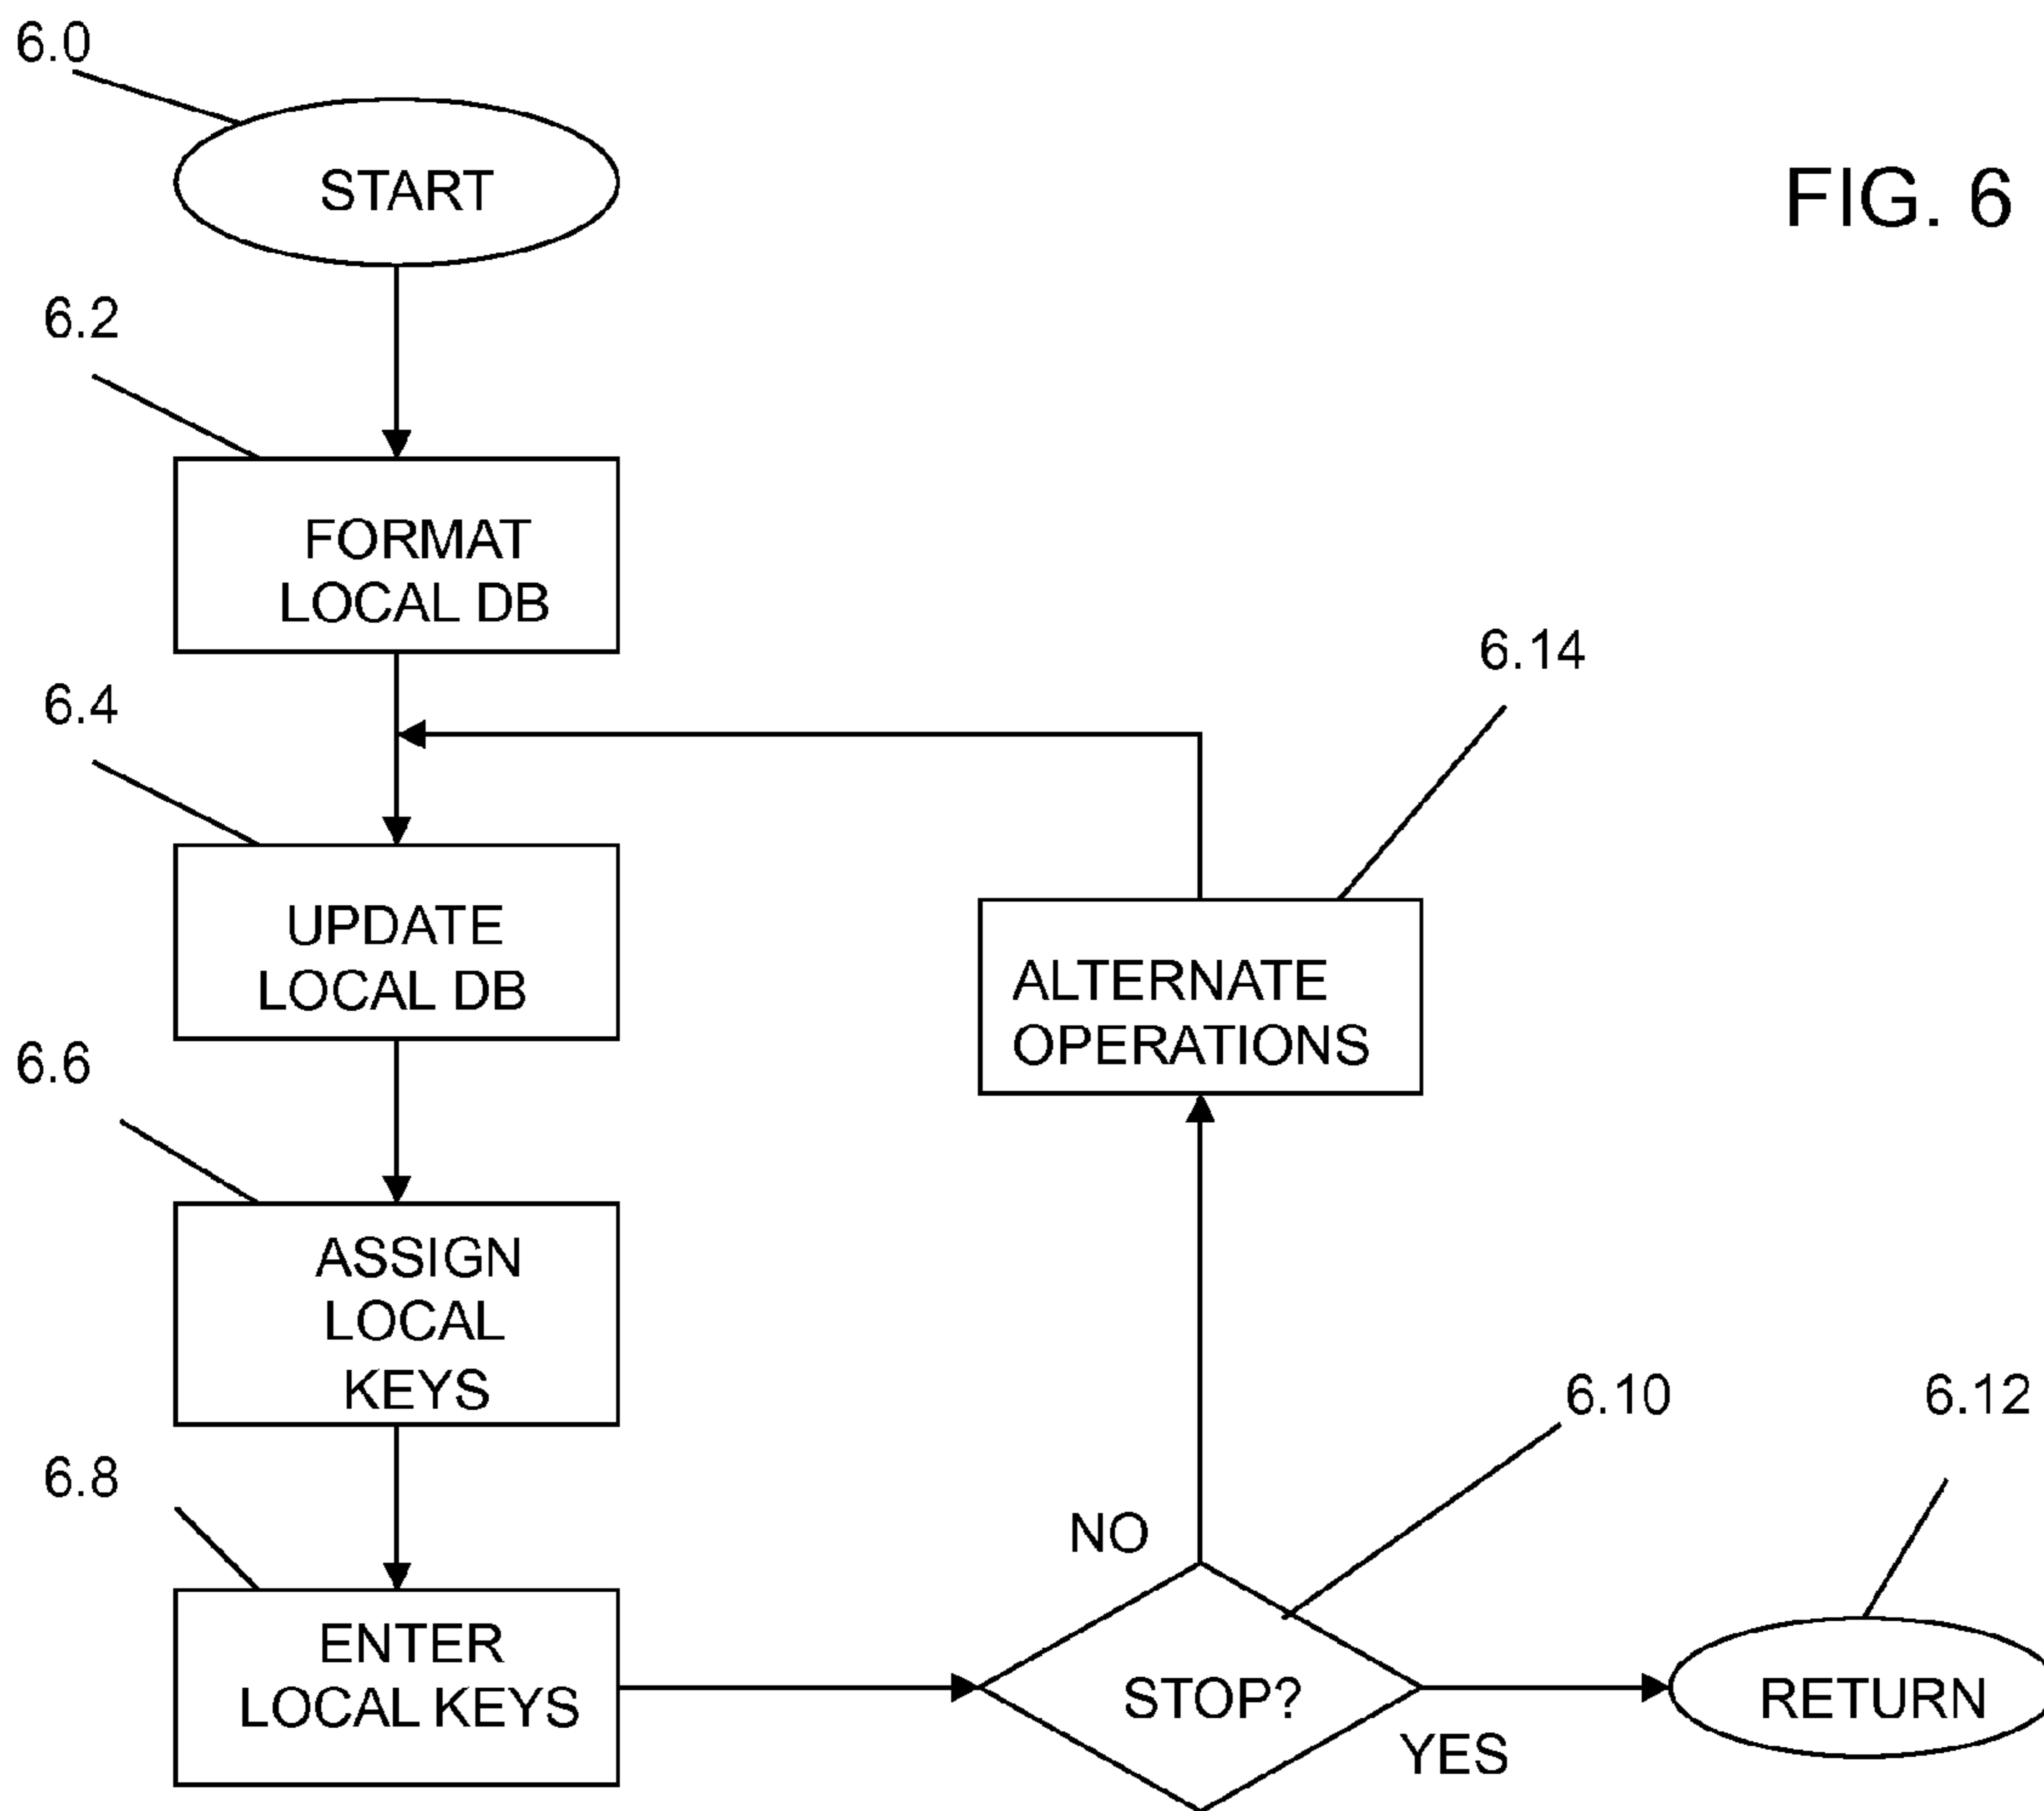 6.0
START
FIG. 6
6.2
FORMAT
LOCAL DB
6.4
6.14
UPDATE
LOCAL DB
ALTERNATE
OPERATIONS
6.6
ASSIGN
LOCAL
KEYS
6.8
6.10
6.12
NO
ENTER
LOCAL KEYS
STOP?
YES
RETURN